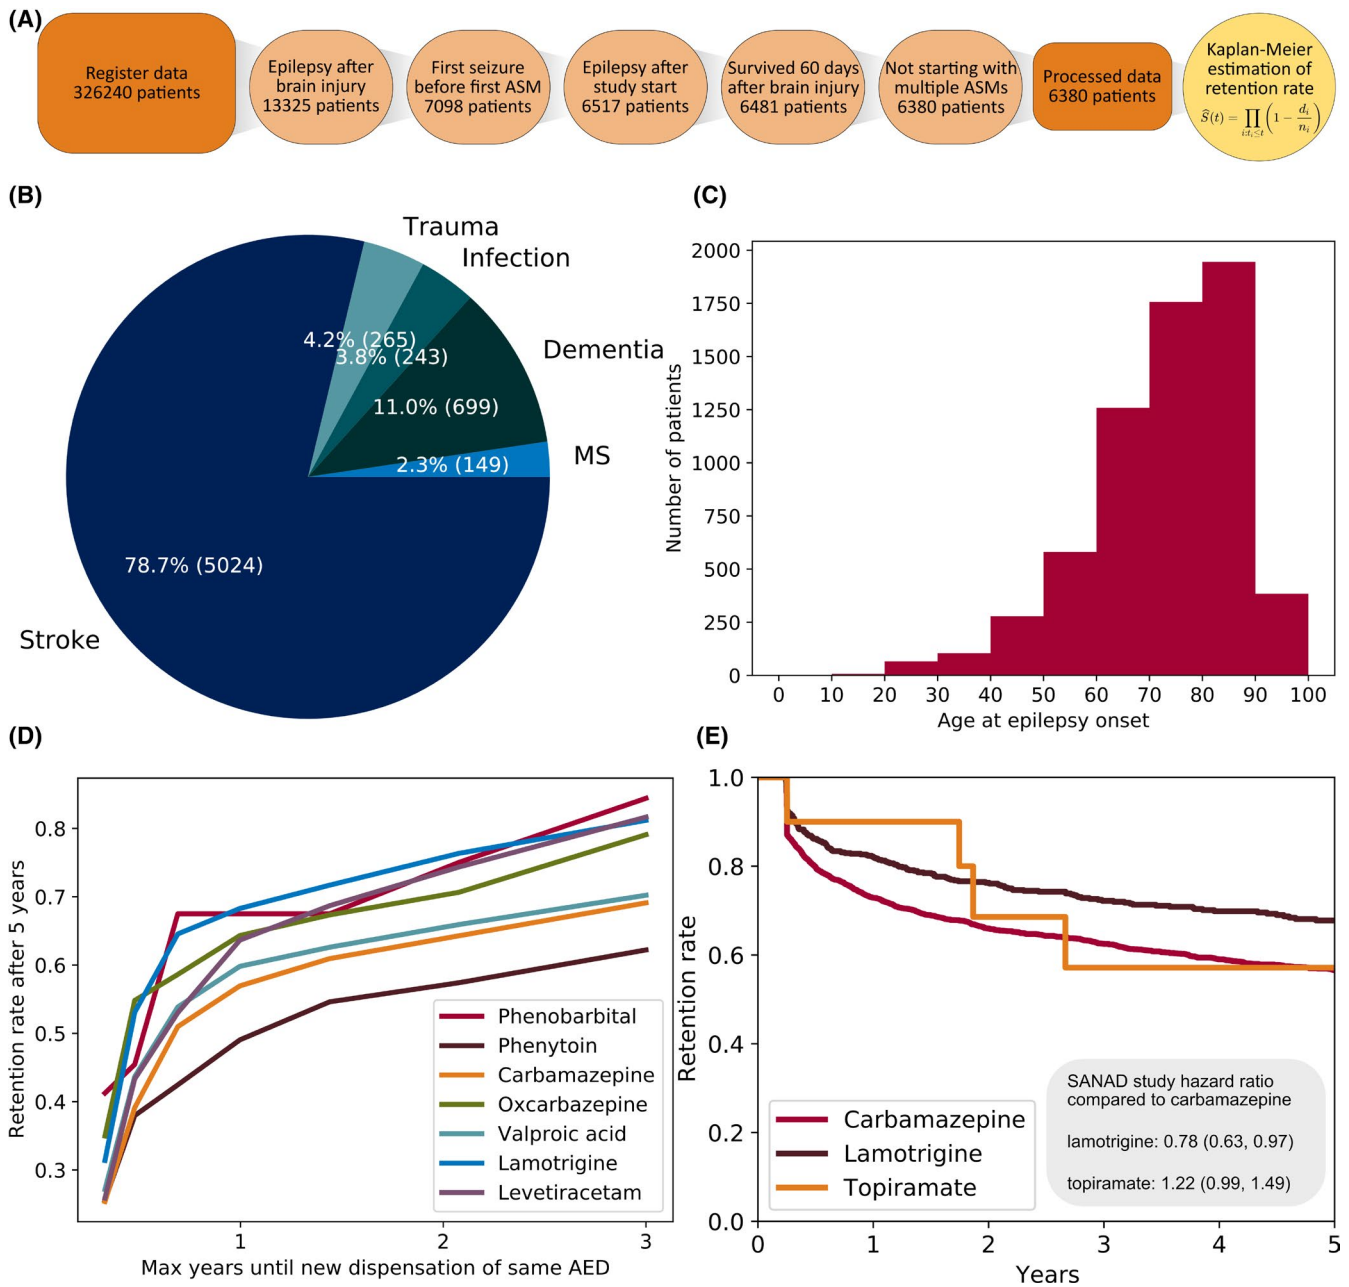 (A)
Register data
326240 patients
Epilepsy after
brain injury
13325 patients
First seizure
before first ASM
7098 patients
Epilepsy after
study start
6517 patients
Survived 60 days
after brain injury
6481 patients
Not starting with
multiple ASMs
6380 patients
Processed data
6380 patients
Kaplan-Meier
estimation of
retention rate
Ŝ(t) = ∏ i:tᵢ≤t (1 − dᵢ/nᵢ)
(B)
Trauma
Infection
Dementia
MS
Stroke
4.2% (265)
3.8% (243)
11.0% (699)
2.3% (149)
78.7% (5024)
(C)
Number of patients
2000
1750
1500
1250
1000
750
500
250
0
0 10 20 30 40 50 60 70 80 90 100
Age at epilepsy onset
(D)
Retention rate after 5 years
0.8
0.7
0.6
0.5
0.4
0.3
Phenobarbital
Phenytoin
Carbamazepine
Oxcarbazepine
Valproic acid
Lamotrigine
Levetiracetam
1 2 3
Max years until new dispensation of same AED
(E)
Retention rate
1.0
0.8
0.6
0.4
0.2
0.0
Carbamazepine
Lamotrigine
Topiramate
SANAD study hazard ratio
compared to carbamazepine
lamotrigine: 0.78 (0.63, 0.97)
topiramate: 1.22 (0.99, 1.49)
0 1 2 3 4 5
Years